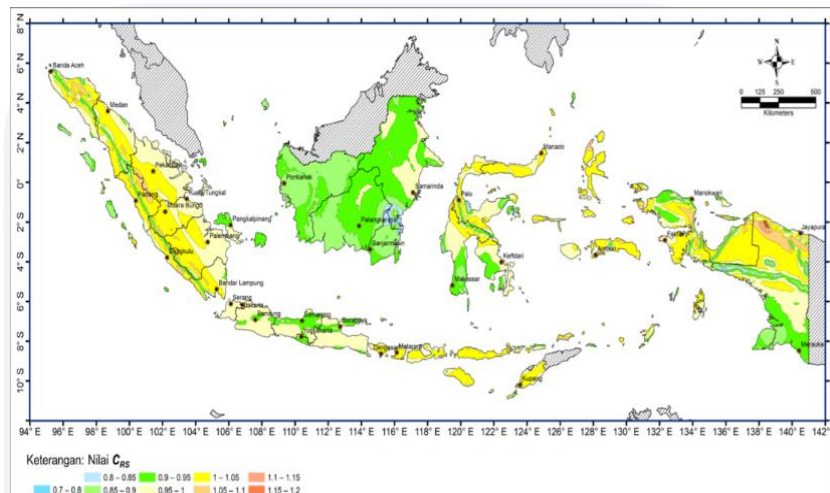 8° N
6° N
4° N
2° N
0°
2° S
4° S
6° S
8° S
10° S
N
W
E
S
0 125 250 500
Kilometers
Banda Aceh
Medan
Padang
Kuala Tungkal
Muara Bungo
Pangkalpinang
Palembang
Bengkulu
Bandar Lampung
Serang
Jakarta
Bandung
Semarang
Yogyakarta
Surabaya
Denpasar
Mataram
Kupang
Pontianak
Palangkaraya
Samarinda
Banjarmasin
Manado
Palu
Makassar
Kendari
Ambon
Manokwari
Jayapura
Merauke
94° E 96° E 98° E 100° E 102° E 104° E 106° E 108° E 110° E 112° E 114° E 116° E 118° E 120° E 122° E 124° E 126° E 128° E 130° E 132° E 134° E 136° E 138° E 140° E 142° E
Keterangan: Nilai C_RS
0.8 – 0.85 0.9 – 0.95 1 – 1.05 1.1 – 1.15
0.7 – 0.8 0.85 – 0.9 0.95 – 1 1.05 – 1.1 1.15 – 1.2